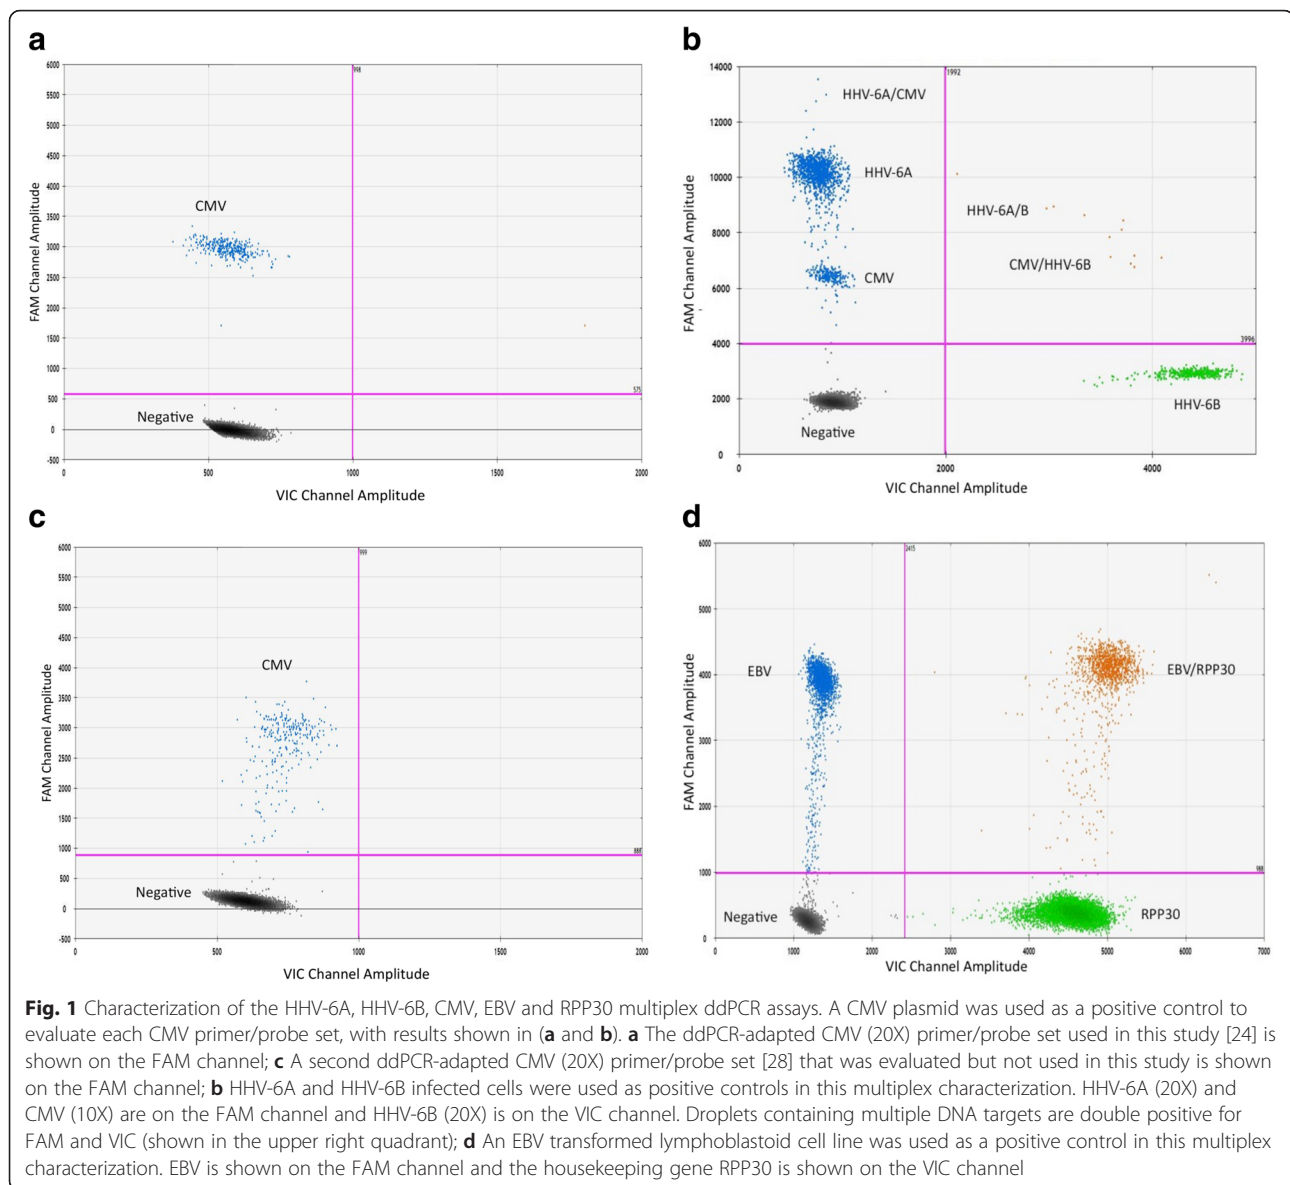 a
6000
5500
5000
4500
4000
3500
3000
2500
2000
1500
1000
500
0
-500
FAM Channel Amplitude
998
575
CMV
Negative
0 500 1000 1500 2000
VIC Channel Amplitude
b
14000
12000
10000
8000
6000
4000
2000
0
FAM Channel Amplitude
1992
3996
HHV-6A/CMV
HHV-6A
HHV-6A/B
CMV/HHV-6B
CMV
HHV-6B
Negative
0 2000 4000
VIC Channel Amplitude
c
6000
5500
5000
4500
4000
3500
3000
2500
2000
1500
1000
500
0
-500
FAM Channel Amplitude
999
CMV
Negative
0 500 1000 1500 2000
VIC Channel Amplitude
d
6000
5000
4000
3000
2000
1000
0
FAM Channel Amplitude
2415
988
EBV
EBV/RPP30
Negative
RPP30
0 1000 2000 3000 4000 5000 6000 7000
VIC Channel Amplitude
Fig. 1 Characterization of the HHV-6A, HHV-6B, CMV, EBV and RPP30 multiplex ddPCR assays. A CMV plasmid was used as a positive control to
evaluate each CMV primer/probe set, with results shown in (a and b). a The ddPCR-adapted CMV (20X) primer/probe set used in this study [24] is
shown on the FAM channel; c A second ddPCR-adapted CMV (20X) primer/probe set [28] that was evaluated but not used in this study is shown
on the FAM channel; b HHV-6A and HHV-6B infected cells were used as positive controls in this multiplex characterization. HHV-6A (20X) and
CMV (10X) are on the FAM channel and HHV-6B (20X) is on the VIC channel. Droplets containing multiple DNA targets are double positive for
FAM and VIC (shown in the upper right quadrant); d An EBV transformed lymphoblastoid cell line was used as a positive control in this multiplex
characterization. EBV is shown on the FAM channel and the housekeeping gene RPP30 is shown on the VIC channel